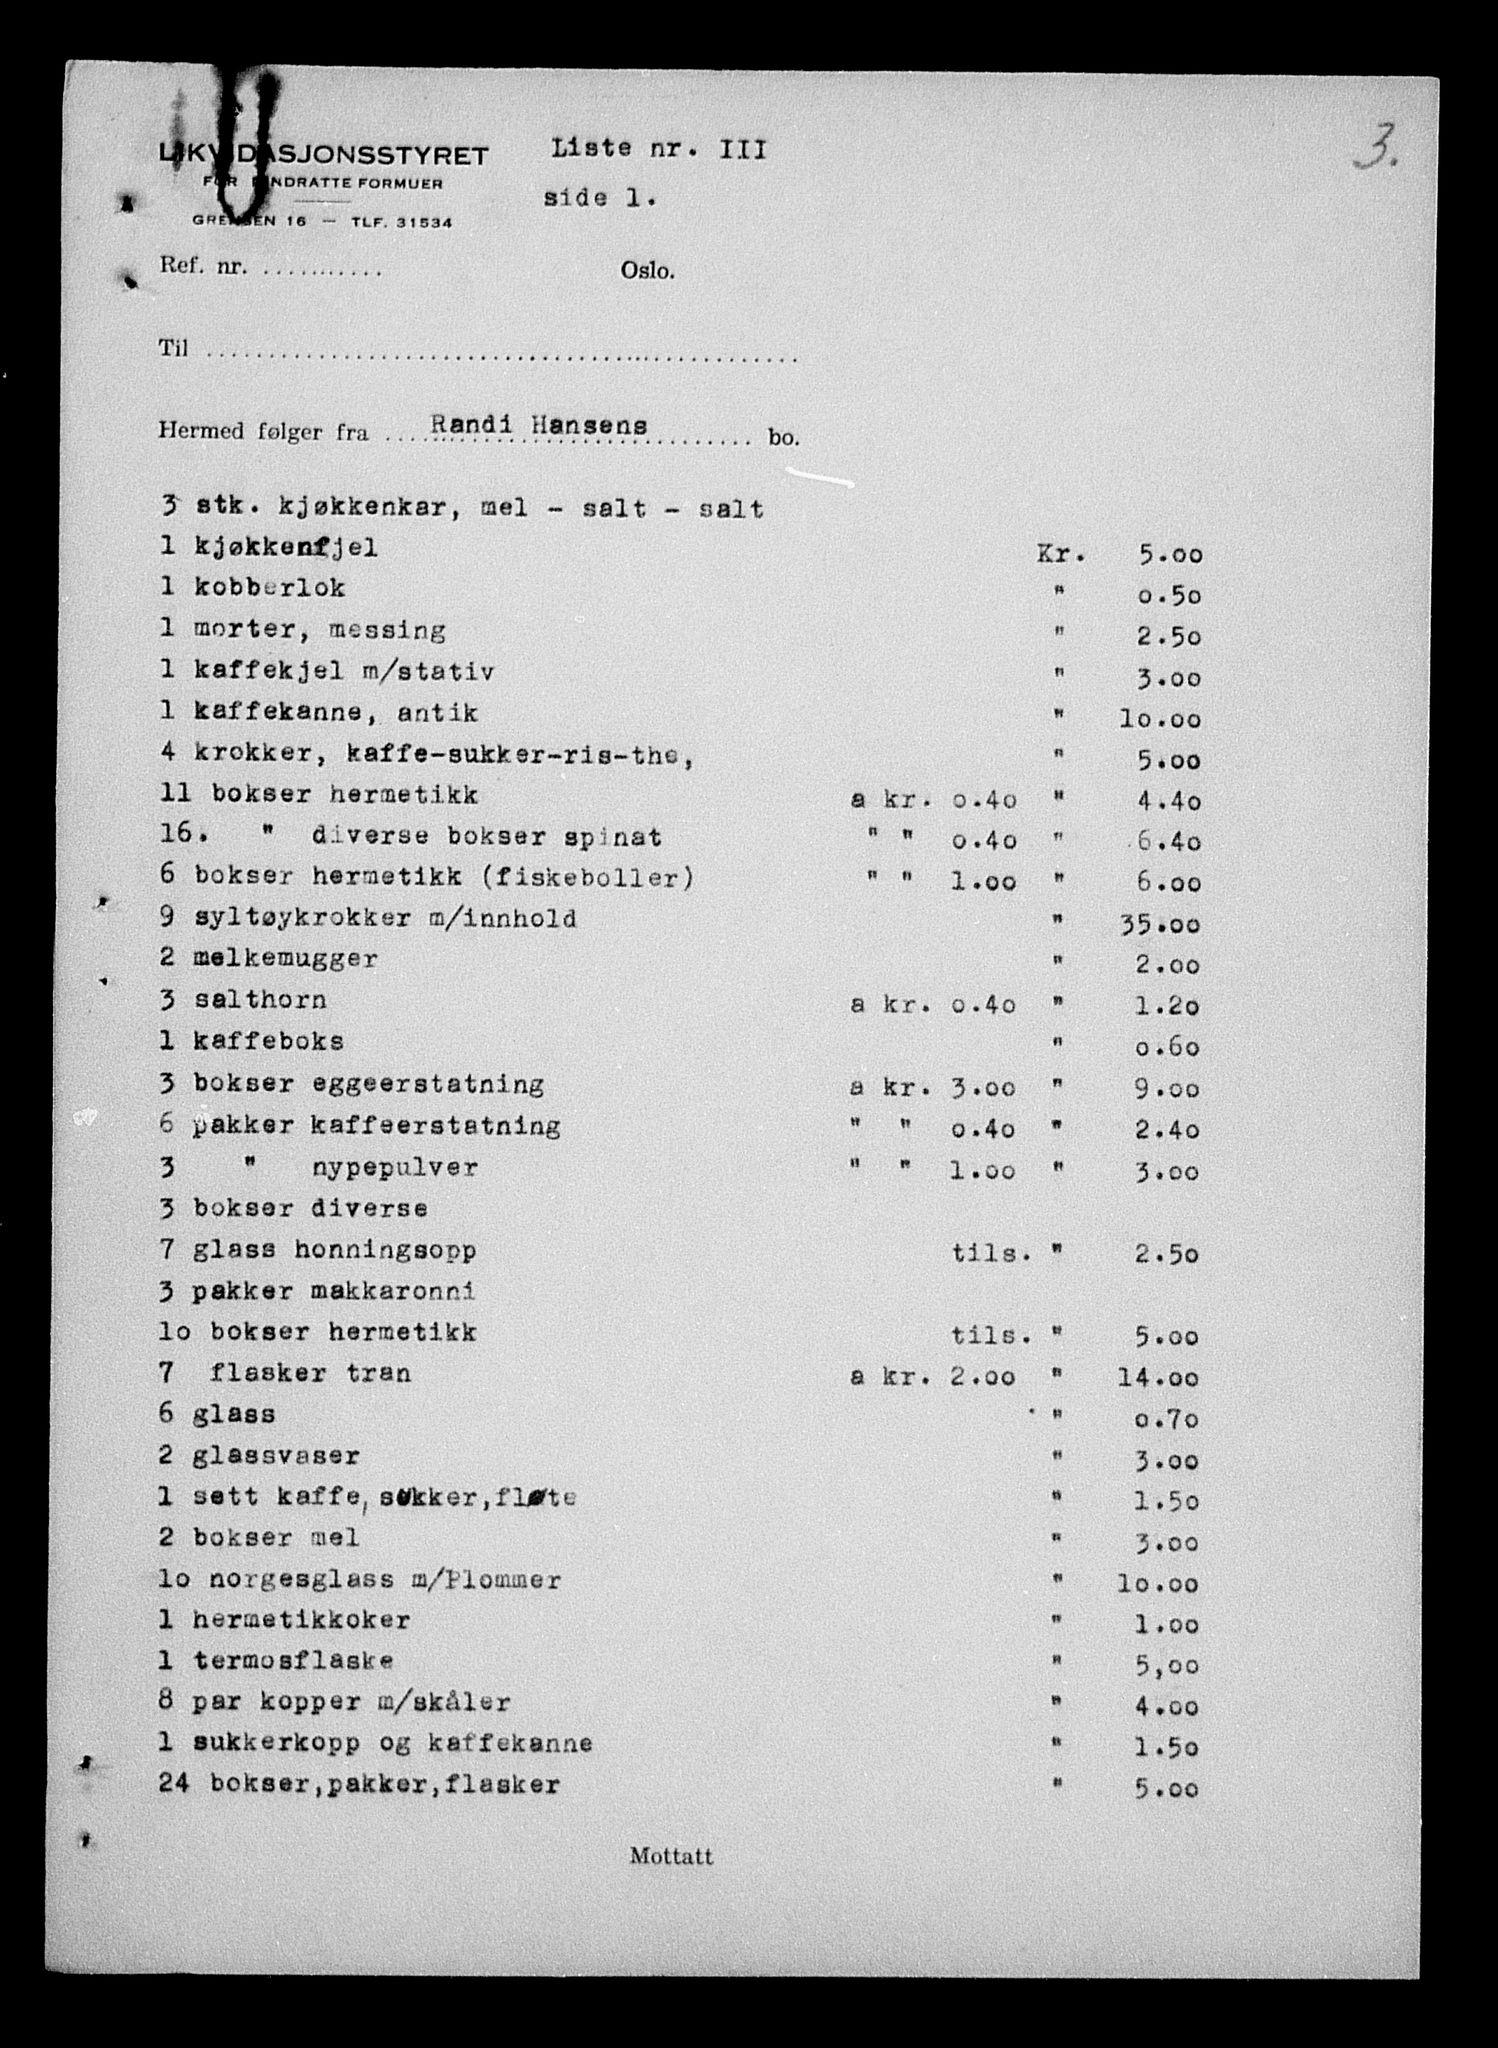 LIKVIDASJONSSTYRET
FOR INNDRATTE FORMUER
GRENSEN 16 — TLF. 31534
Liste nr. III
side 1.
3.
Ref. nr. ........... Oslo.
Til ................................................
Hermed følger fra Randi Hansens bo.
3 stk. kjøkkenkar, mel - salt - salt
1 kjøkkenfjel Kr. 5.00
1 kobberlok " 0.50
1 morter, messing " 2.50
1 kaffekjel m/stativ " 3.00
1 kaffekanne, antik " 10.00
4 krokker, kaffe-sukker-ris-the, " 5.00
11 bokser hermetikk a kr. 0.40 " 4.40
16. " diverse bokser spinat " " 0.40 " 6.40
6 bokser hermetikk (fiskeboller) " " 1.00 " 6.00
9 syltøykrokker m/innhold " 35.00
2 melkemugger " 2.00
3 salthorn a kr. 0.40 " 1.20
1 kaffeboks " 0.60
3 bokser eggeerstatning a kr. 3.00 " 9.00
6 pakker kaffeerstatning " " 0.40 " 2.40
3 " nypepulver " " 1.00 " 3.00
3 bokser diverse
7 glass honningsopp tils. " 2.50
3 pakker makkaronni
10 bokser hermetikk tils. " 5.00
7 flasker tran a kr. 2.00 " 14.00
6 glass " 0.70
2 glassvaser " 3.00
1 sett kaffe, sukker,fløte " 1.50
2 bokser mel " 3.00
10 norgesglass m/Plommer " 10.00
1 hermetikkoker " 1.00
1 termosflaske " 5,00
8 par kopper m/skåler " 4.00
1 sukkerkopp og kaffekanne " 1.50
24 bokser,pakker,flasker " 5.00
Mottatt